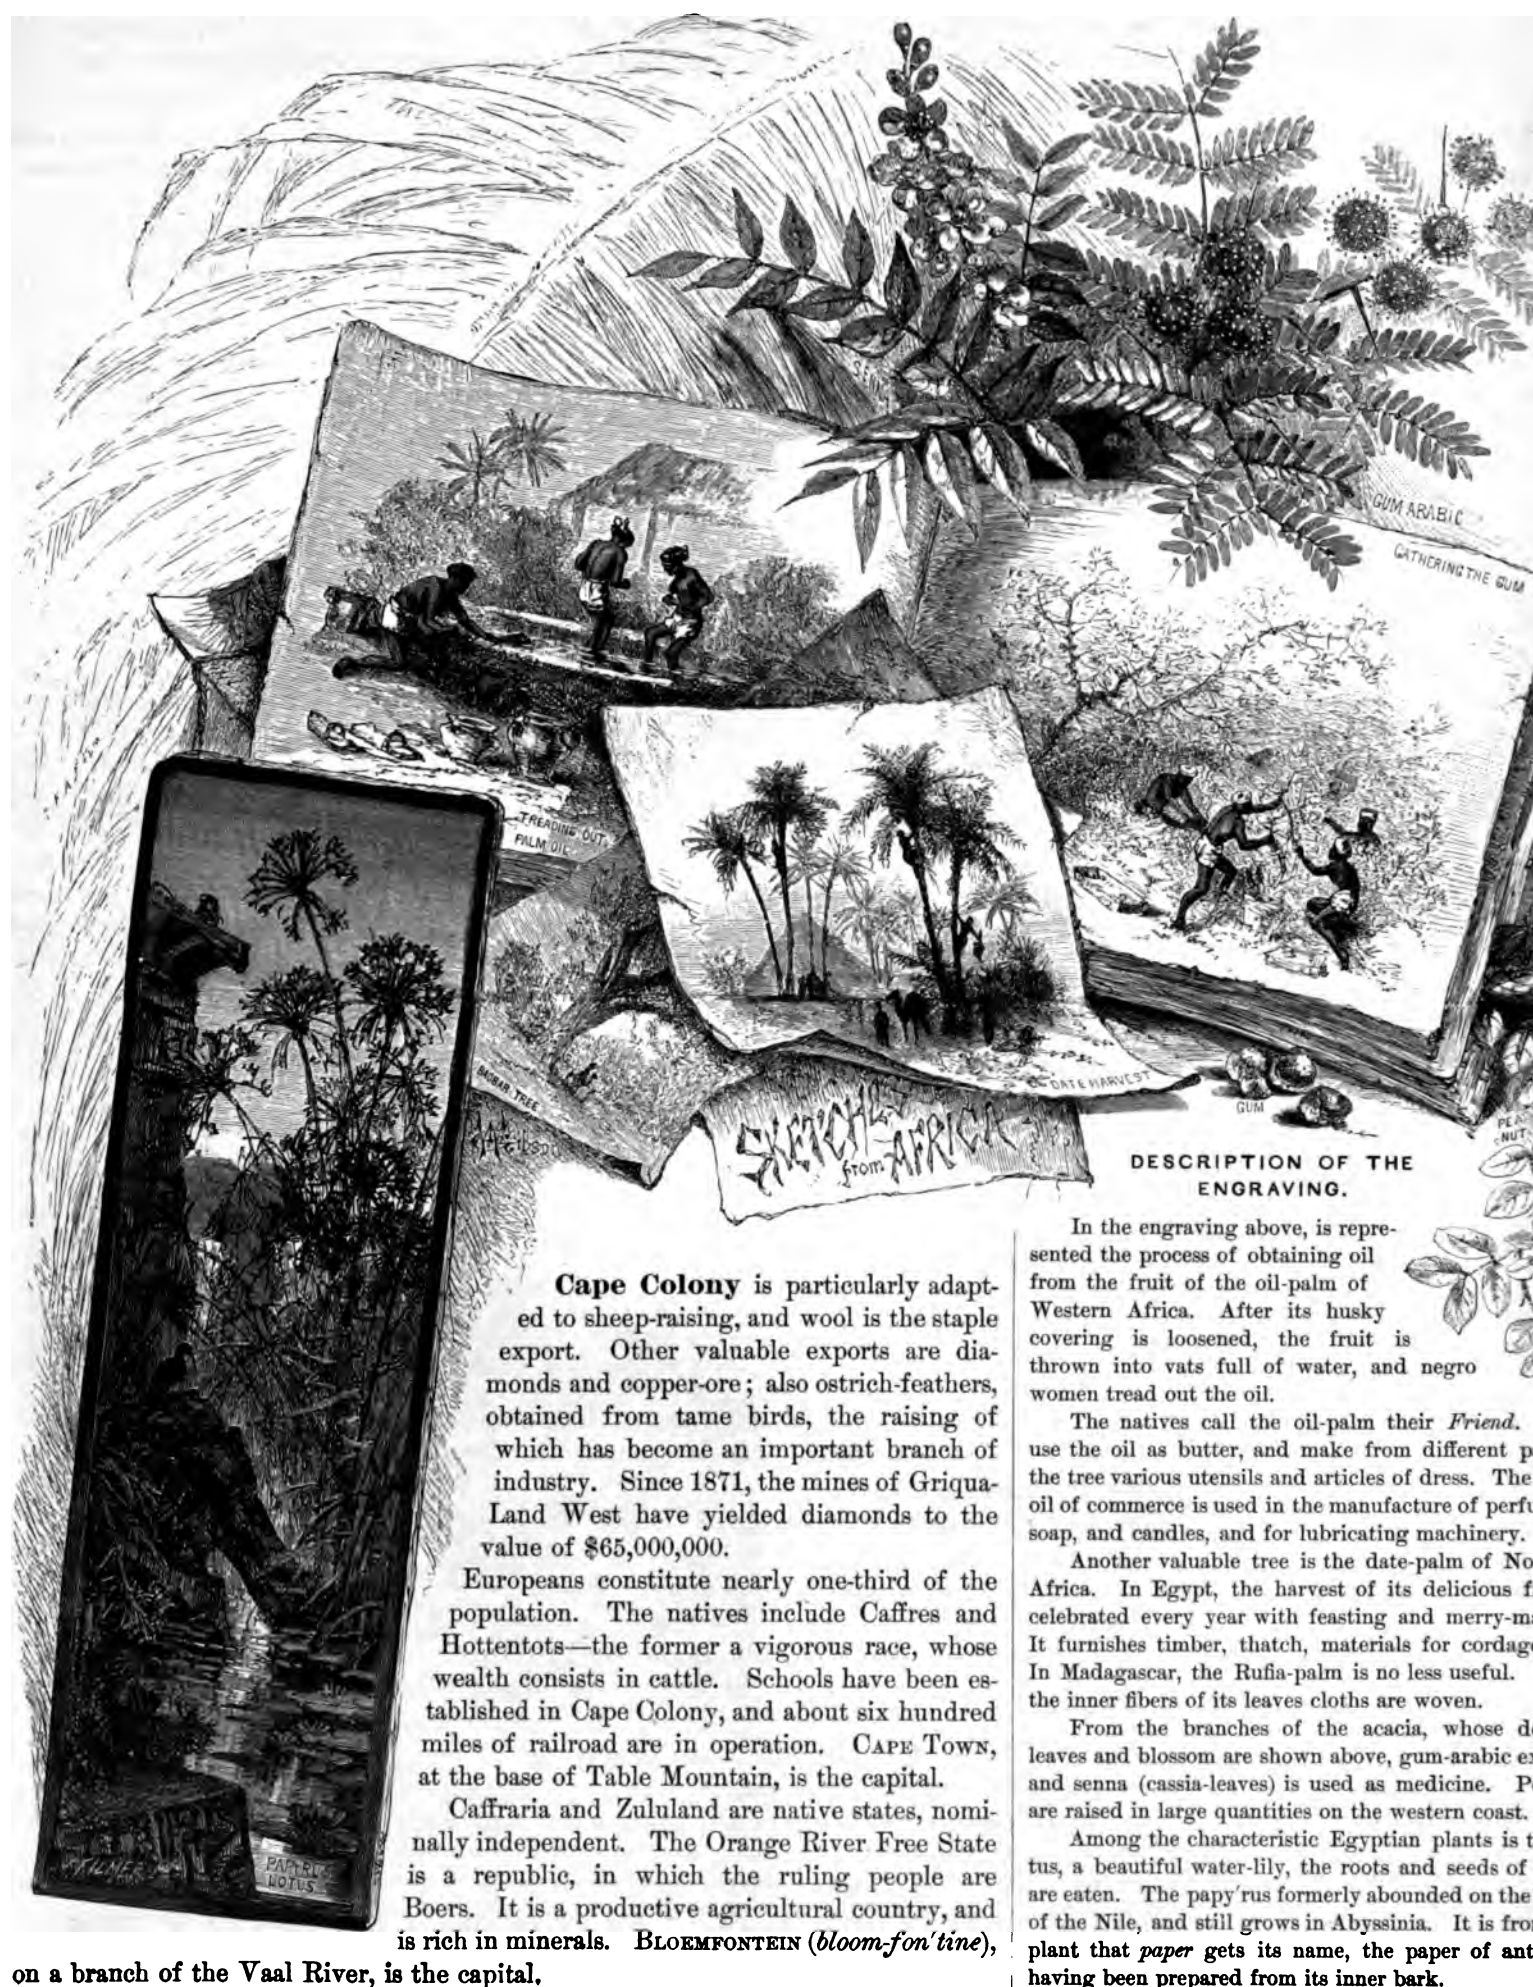 SEN
GUM ARABIC
GATHERING THE GUM
TREADING OUT
PALM OIL
BAOBAB TREE
DATE HARVEST
GUM
PEA
NUT
SKETCHES
from AFRICA
PAPYRUS
LOTUS
Cape Colony is particularly adapt-
ed to sheep-raising, and wool is the staple
export. Other valuable exports are dia-
monds and copper-ore; also ostrich-feathers,
obtained from tame birds, the raising of
which has become an important branch of
industry. Since 1871, the mines of Griqua-
Land West have yielded diamonds to the
value of $65,000,000.
Europeans constitute nearly one-third of the
population. The natives include Caffres and
Hottentots—the former a vigorous race, whose
wealth consists in cattle. Schools have been es-
tablished in Cape Colony, and about six hundred
miles of railroad are in operation. CAPE TOWN,
at the base of Table Mountain, is the capital.
Caffraria and Zululand are native states, nomi-
nally independent. The Orange River Free State
is a republic, in which the ruling people are
Boers. It is a productive agricultural country, and
is rich in minerals. BLOEMFONTEIN (bloom-fon'tine),
on a branch of the Vaal River, is the capital.
DESCRIPTION OF THE
ENGRAVING.
In the engraving above, is repre-
sented the process of obtaining oil
from the fruit of the oil-palm of
Western Africa. After its husky
covering is loosened, the fruit is
thrown into vats full of water, and negro
women tread out the oil.
The natives call the oil-palm their Friend.
use the oil as butter, and make from different p
the tree various utensils and articles of dress. The
oil of commerce is used in the manufacture of perfu
soap, and candles, and for lubricating machinery.
Another valuable tree is the date-palm of No
Africa. In Egypt, the harvest of its delicious f
celebrated every year with feasting and merry-ma
It furnishes timber, thatch, materials for cordage
In Madagascar, the Rufia-palm is no less useful.
the inner fibers of its leaves cloths are woven.
From the branches of the acacia, whose de
leaves and blossom are shown above, gum-arabic ex
and senna (cassia-leaves) is used as medicine. Pe
are raised in large quantities on the western coast.
Among the characteristic Egyptian plants is t
tus, a beautiful water-lily, the roots and seeds of
are eaten. The papy'rus formerly abounded on the
of the Nile, and still grows in Abyssinia. It is fro
plant that paper gets its name, the paper of ant
having been prepared from its inner bark.